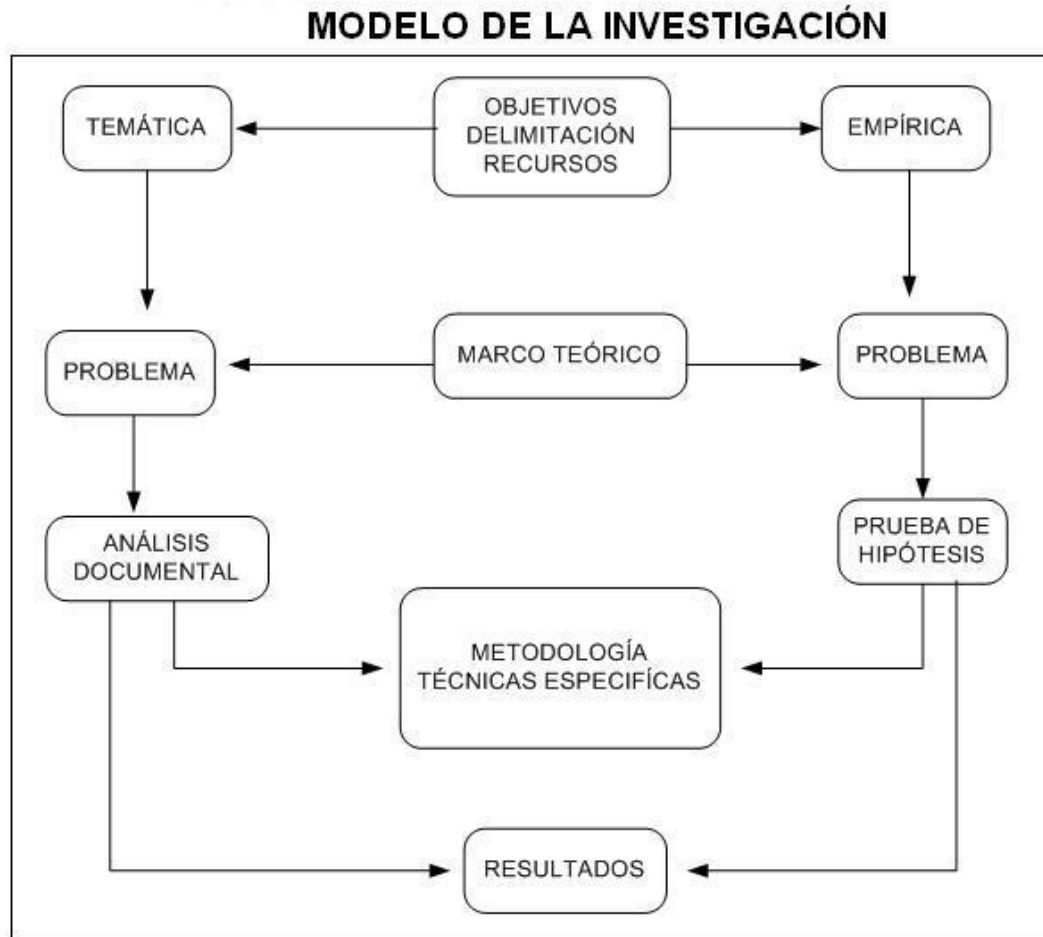 MODELO DE LA INVESTIGACIÓN
TEMÁTICA
OBJETIVOS
DELIMITACIÓN
RECURSOS
EMPÍRICA
PROBLEMA
MARCO TEÓRICO
PROBLEMA
ANÁLISIS
DOCUMENTAL
PRUEBA DE
HIPÓTESIS
METODOLOGÍA
TÉCNICAS ESPECIFÍCAS
RESULTADOS